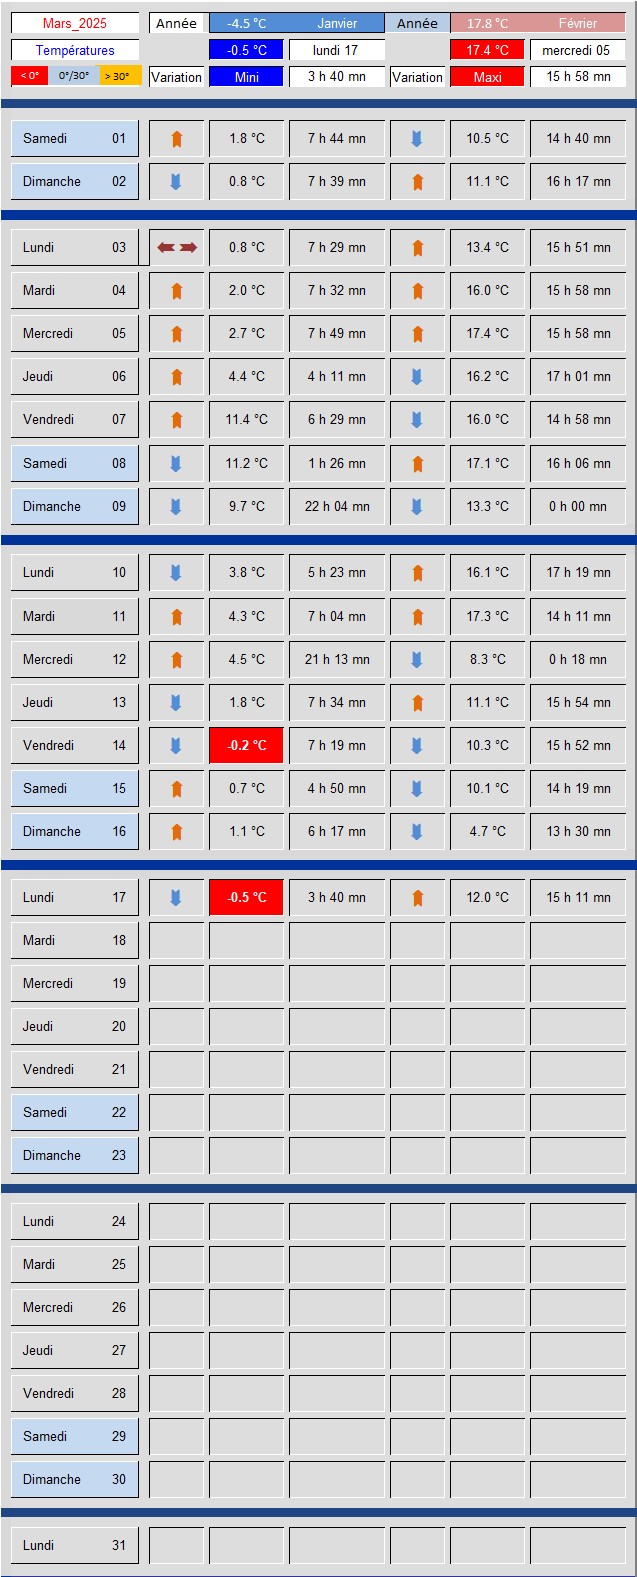 Mars_2025 Année -4.5 °C Janvier Année 17.8 °C Février
Températures -0.5 °C lundi 17 17.4 °C mercredi 05
< 0° 0°/30° > 30° Variation Mini 3 h 40 mn Variation Maxi 15 h 58 mn
Samedi 01 1.8 °C 7 h 44 mn 10.5 °C 14 h 40 mn
Dimanche 02 0.8 °C 7 h 39 mn 11.1 °C 16 h 17 mn
Lundi 03 0.8 °C 7 h 29 mn 13.4 °C 15 h 51 mn
Mardi 04 2.0 °C 7 h 32 mn 16.0 °C 15 h 58 mn
Mercredi 05 2.7 °C 7 h 49 mn 17.4 °C 15 h 58 mn
Jeudi 06 4.4 °C 4 h 11 mn 16.2 °C 17 h 01 mn
Vendredi 07 11.4 °C 6 h 29 mn 16.0 °C 14 h 58 mn
Samedi 08 11.2 °C 1 h 26 mn 17.1 °C 16 h 06 mn
Dimanche 09 9.7 °C 22 h 04 mn 13.3 °C 0 h 00 mn
Lundi 10 3.8 °C 5 h 23 mn 16.1 °C 17 h 19 mn
Mardi 11 4.3 °C 7 h 04 mn 17.3 °C 14 h 11 mn
Mercredi 12 4.5 °C 21 h 13 mn 8.3 °C 0 h 18 mn
Jeudi 13 1.8 °C 7 h 34 mn 11.1 °C 15 h 54 mn
Vendredi 14 -0.2 °C 7 h 19 mn 10.3 °C 15 h 52 mn
Samedi 15 0.7 °C 4 h 50 mn 10.1 °C 14 h 19 mn
Dimanche 16 1.1 °C 6 h 17 mn 4.7 °C 13 h 30 mn
Lundi 17 -0.5 °C 3 h 40 mn 12.0 °C 15 h 11 mn
Mardi 18
Mercredi 19
Jeudi 20
Vendredi 21
Samedi 22
Dimanche 23
Lundi 24
Mardi 25
Mercredi 26
Jeudi 27
Vendredi 28
Samedi 29
Dimanche 30
Lundi 31